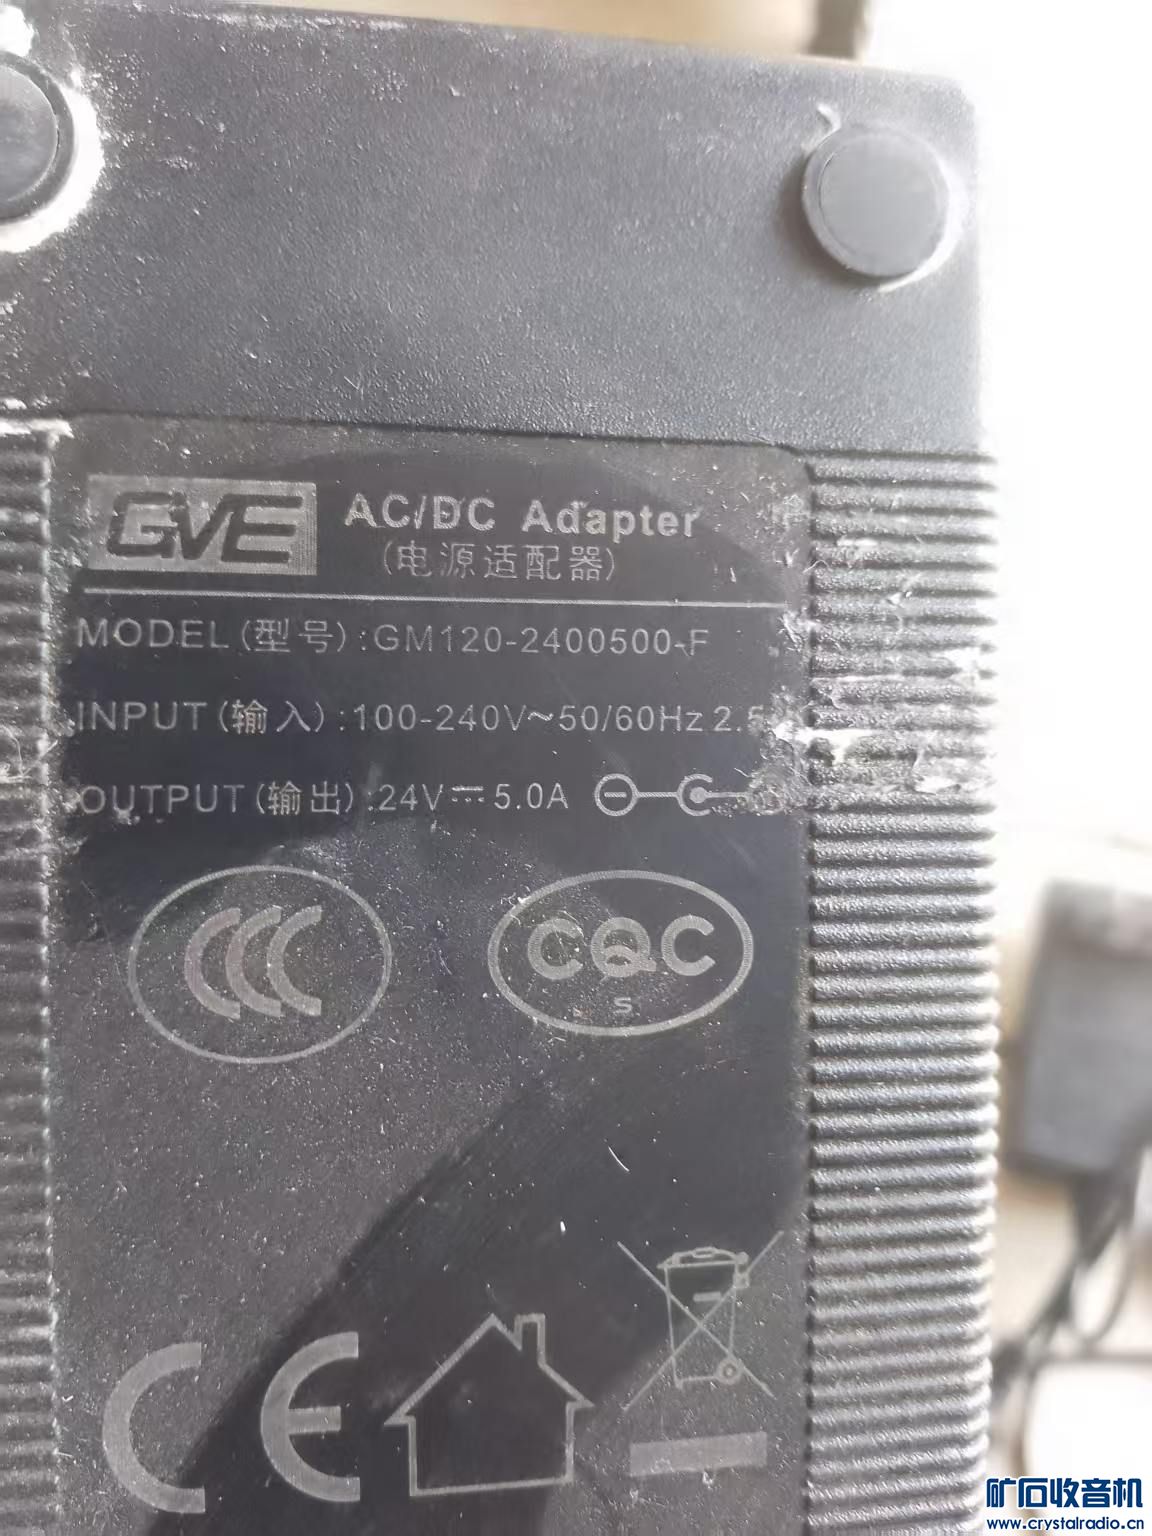 GVE AC/DC Adapter
(电源适配器)
MODEL(型号):GM120-2400500-F
INPUT(输入):100-240V~50/60Hz 2.5
OUTPUT(输出):24V⎓5.0A
CCC
CQC
S
CE
矿石收音机
www.crystalradio.cn